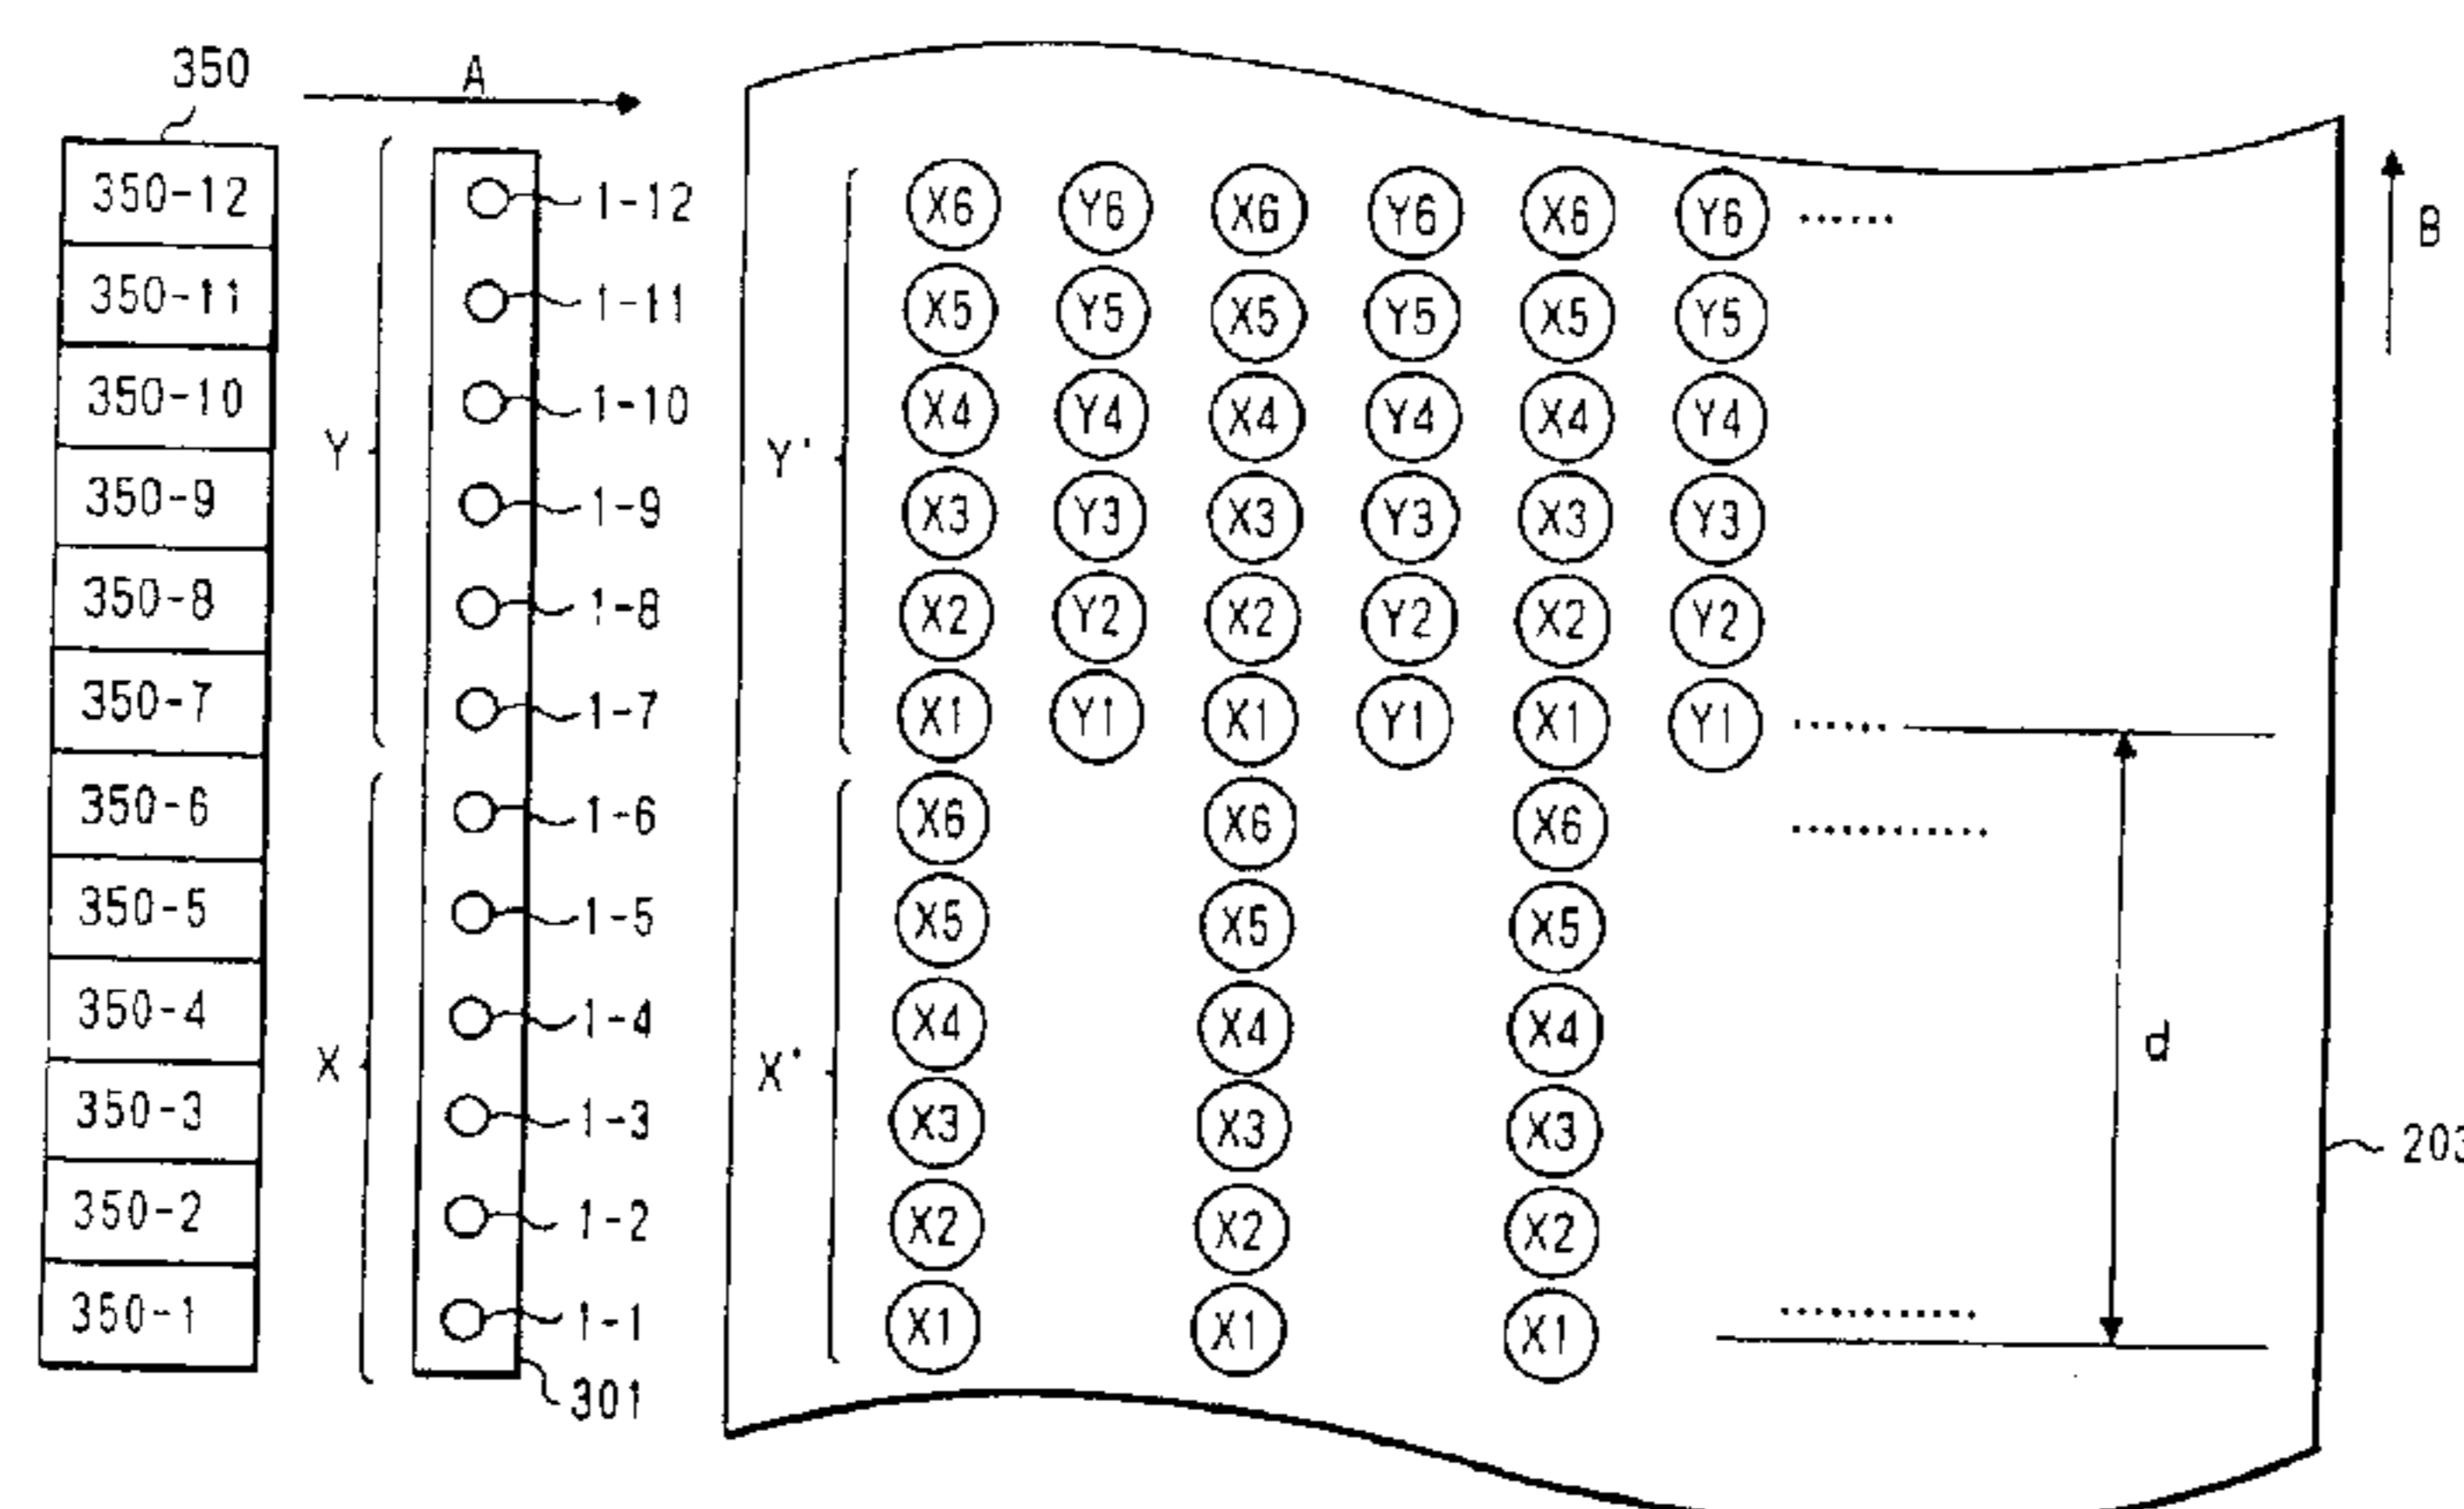 350 A
350-12 1-12 X6 Y6 X6 Y6 X6 Y6 ...... B
350-11 1-11 X5 Y5 X5 Y5 X5 Y5
350-10 1-10 X4 Y4 X4 Y4 X4 Y4
Y Y'
350-9 1-9 X3 Y3 X3 Y3 X3 Y3
350-8 1-8 X2 Y2 X2 Y2 X2 Y2
350-7 1-7 X1 Y1 X1 Y1 X1 Y1 ......
350-6 1-6 X6 X6 X6 ............
350-5 1-5 X5 X5 X5
350-4 1-4 X4 X4 X4 d
X X'
350-3 1-3 X3 X3 X3 203
350-2 1-2 X2 X2 X2
350-1 1-1 X1 X1 X1 ............
301